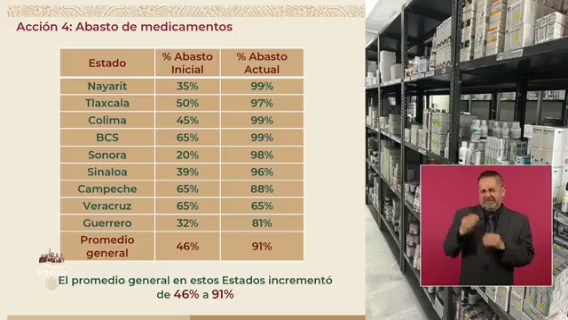 Acción 4: Abasto de medicamentos
Estado % Abasto Inicial % Abasto Actual
Nayarit 35% 99%
Tlaxcala 50% 97%
Colima 45% 99%
BCS 65% 99%
Sonora 20% 98%
Sinaloa 39% 96%
Campeche 65% 88%
Veracruz 65% 65%
Guerrero 32% 81%
Promedio general 46% 91%
El promedio general en estos Estados incrementó
de 46% a 91%